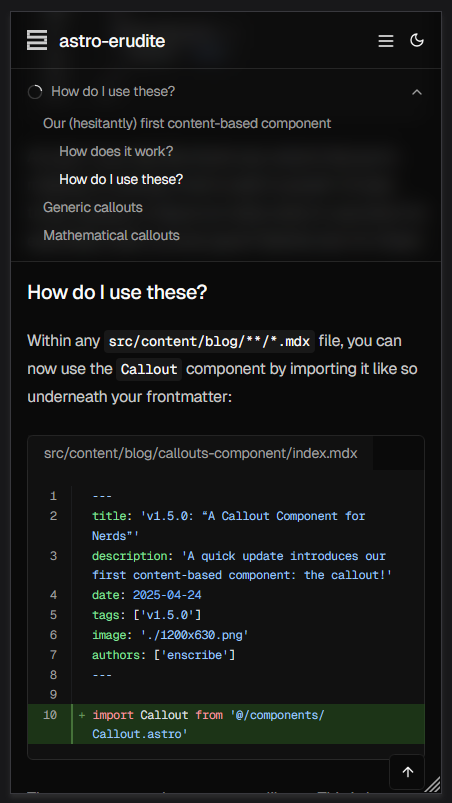 astro-erudite
How do I use these?
Our (hesitantly) first content-based component
How does it work?
How do I use these?
Generic callouts
Mathematical callouts
How do I use these?
Within any src/content/blog/**/*.mdx file, you can
now use the Callout component by importing it like so
underneath your frontmatter:
src/content/blog/callouts-component/index.mdx
1 ---
2 title: 'v1.5.0: “A Callout Component for
Nerds”'
3 description: 'A quick update introduces our
first content-based component: the callout!'
4 date: 2025-04-24
5 tags: ['v1.5.0']
6 image: './1200x630.png'
7 authors: ['enscribe']
8 ---
9
10 + import Callout from '@/components/
Callout.astro'